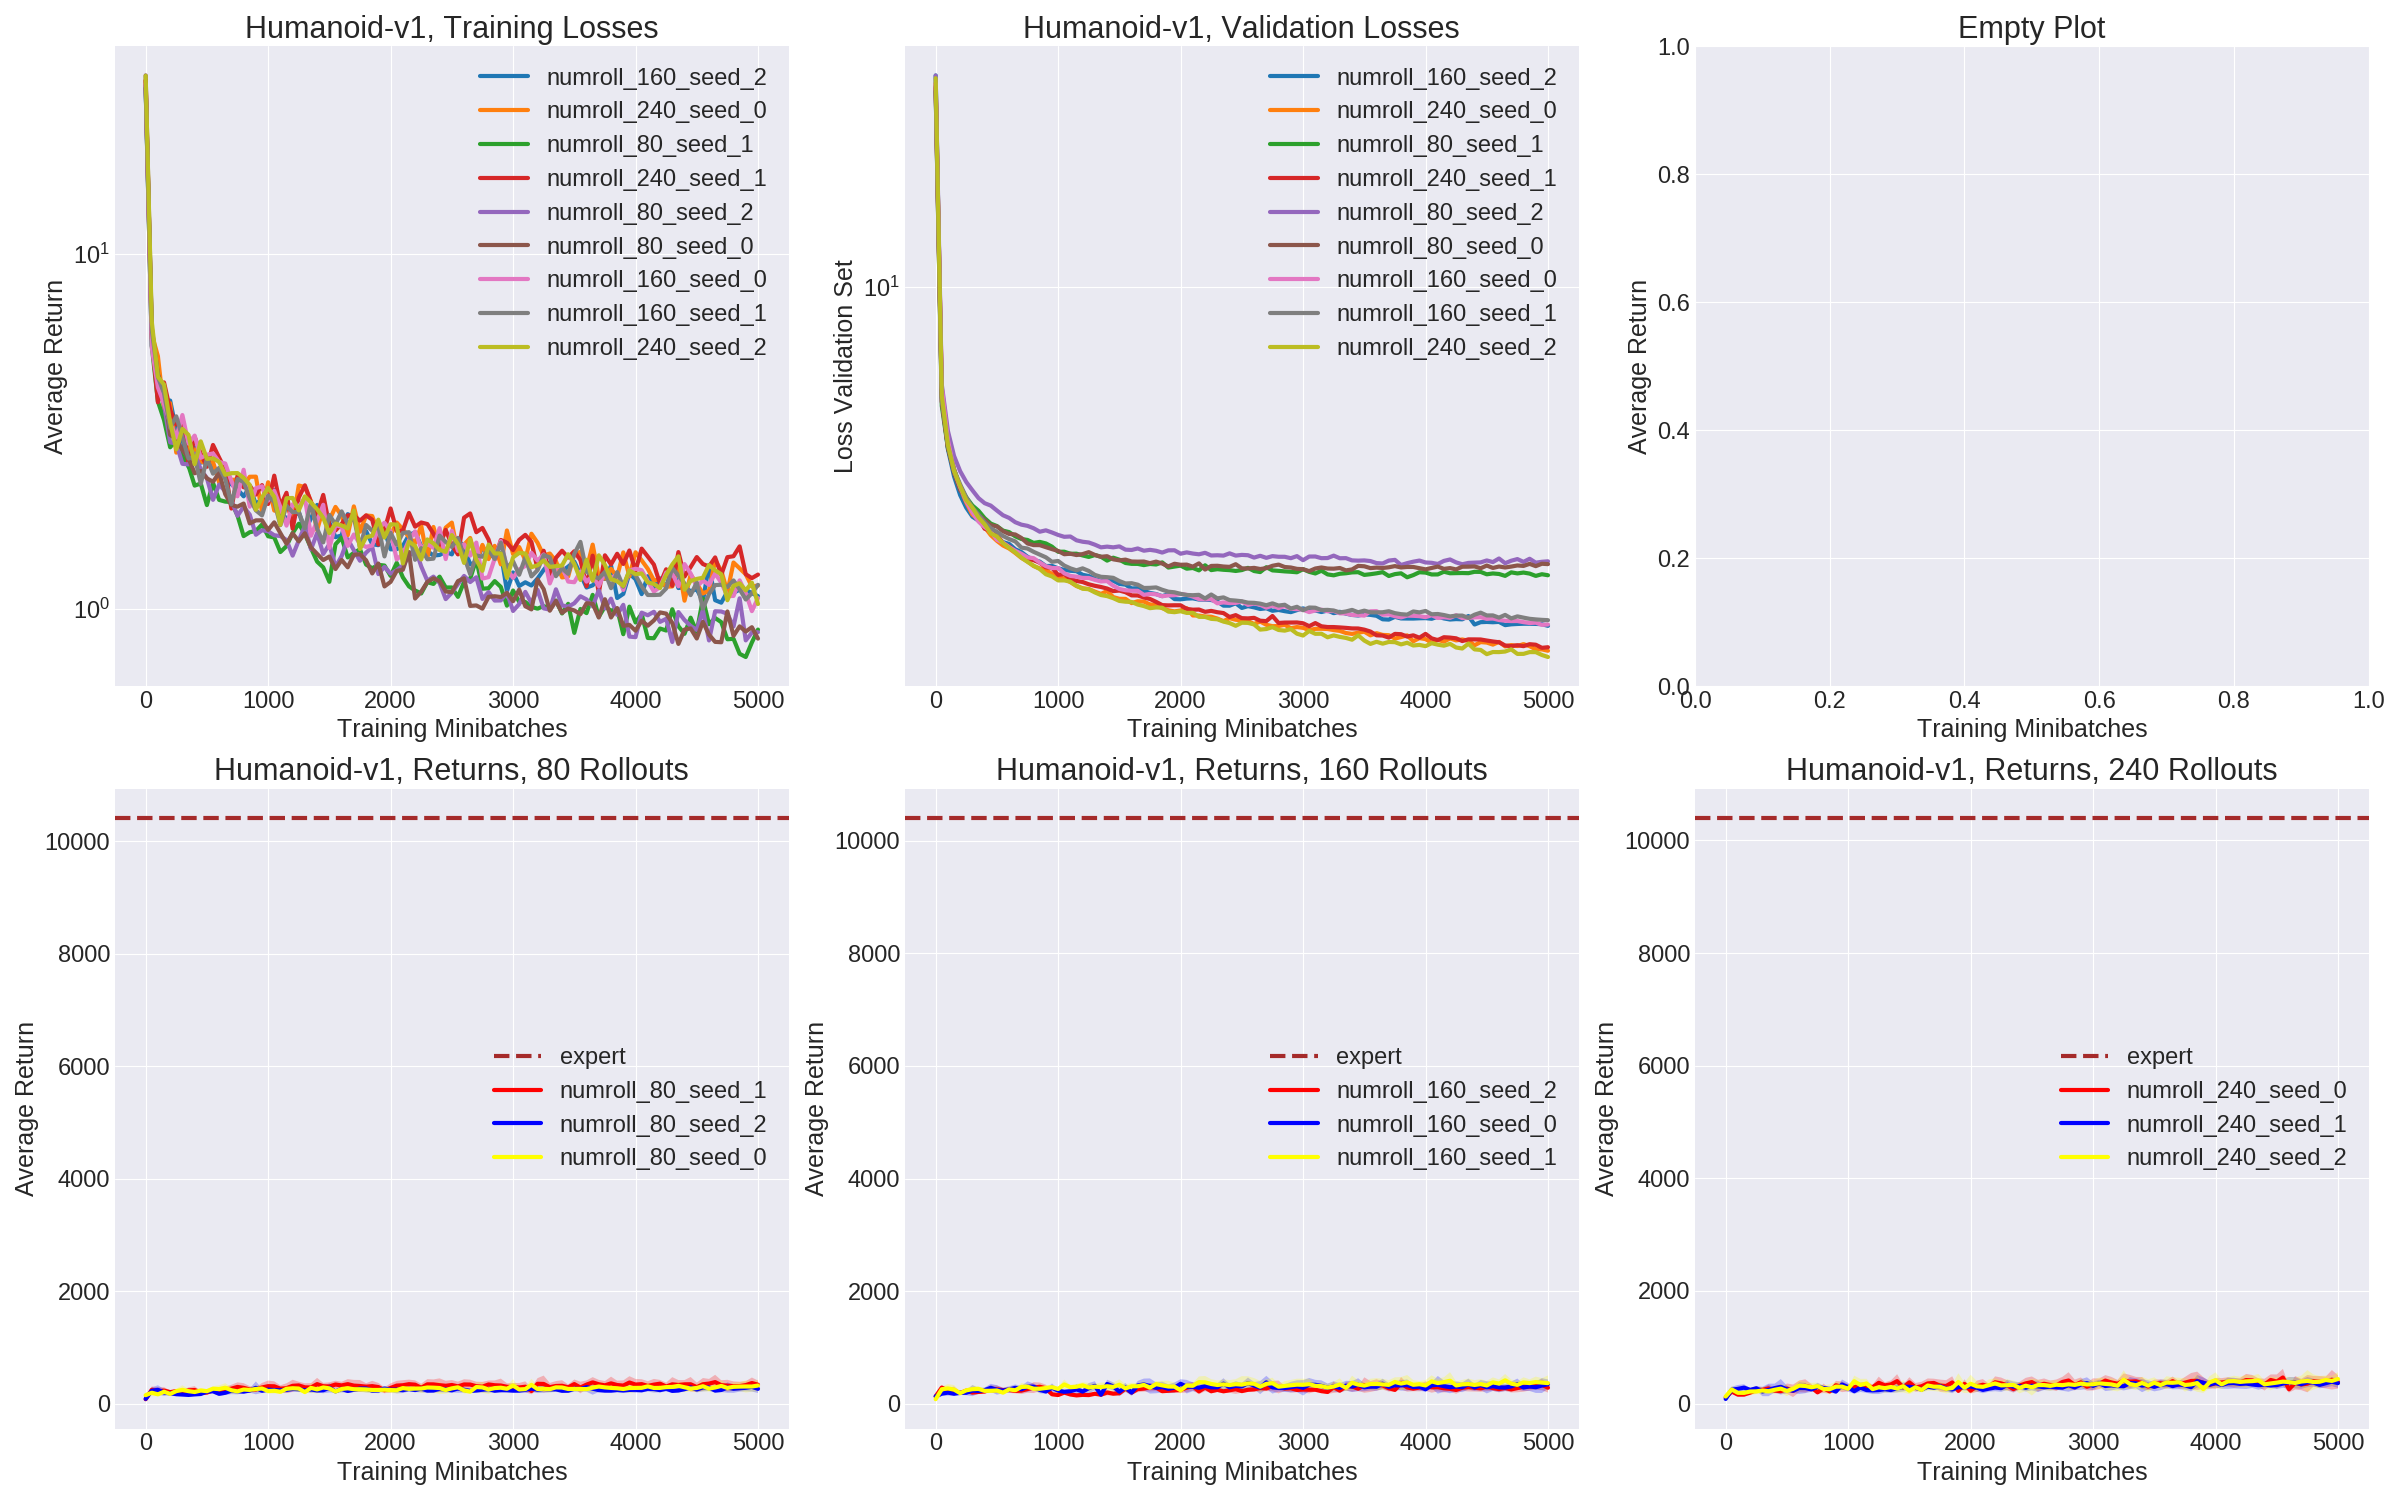 Humanoid-v1, Training Losses
Average Return
10^1
10^0
numroll_160_seed_2
numroll_240_seed_0
numroll_80_seed_1
numroll_240_seed_1
numroll_80_seed_2
numroll_80_seed_0
numroll_160_seed_0
numroll_160_seed_1
numroll_240_seed_2
0 1000 2000 3000 4000 5000
Training Minibatches
Humanoid-v1, Validation Losses
Loss Validation Set
10^1
numroll_160_seed_2
numroll_240_seed_0
numroll_80_seed_1
numroll_240_seed_1
numroll_80_seed_2
numroll_80_seed_0
numroll_160_seed_0
numroll_160_seed_1
numroll_240_seed_2
0 1000 2000 3000 4000 5000
Training Minibatches
Empty Plot
Average Return
1.0
0.8
0.6
0.4
0.2
0.0
0.0 0.2 0.4 0.6 0.8 1.0
Training Minibatches
Humanoid-v1, Returns, 80 Rollouts
Average Return
10000
8000
6000
4000
2000
0
expert
numroll_80_seed_1
numroll_80_seed_2
numroll_80_seed_0
0 1000 2000 3000 4000 5000
Training Minibatches
Humanoid-v1, Returns, 160 Rollouts
Average Return
10000
8000
6000
4000
2000
0
expert
numroll_160_seed_2
numroll_160_seed_0
numroll_160_seed_1
0 1000 2000 3000 4000 5000
Training Minibatches
Humanoid-v1, Returns, 240 Rollouts
Average Return
10000
8000
6000
4000
2000
0
expert
numroll_240_seed_0
numroll_240_seed_1
numroll_240_seed_2
0 1000 2000 3000 4000 5000
Training Minibatches